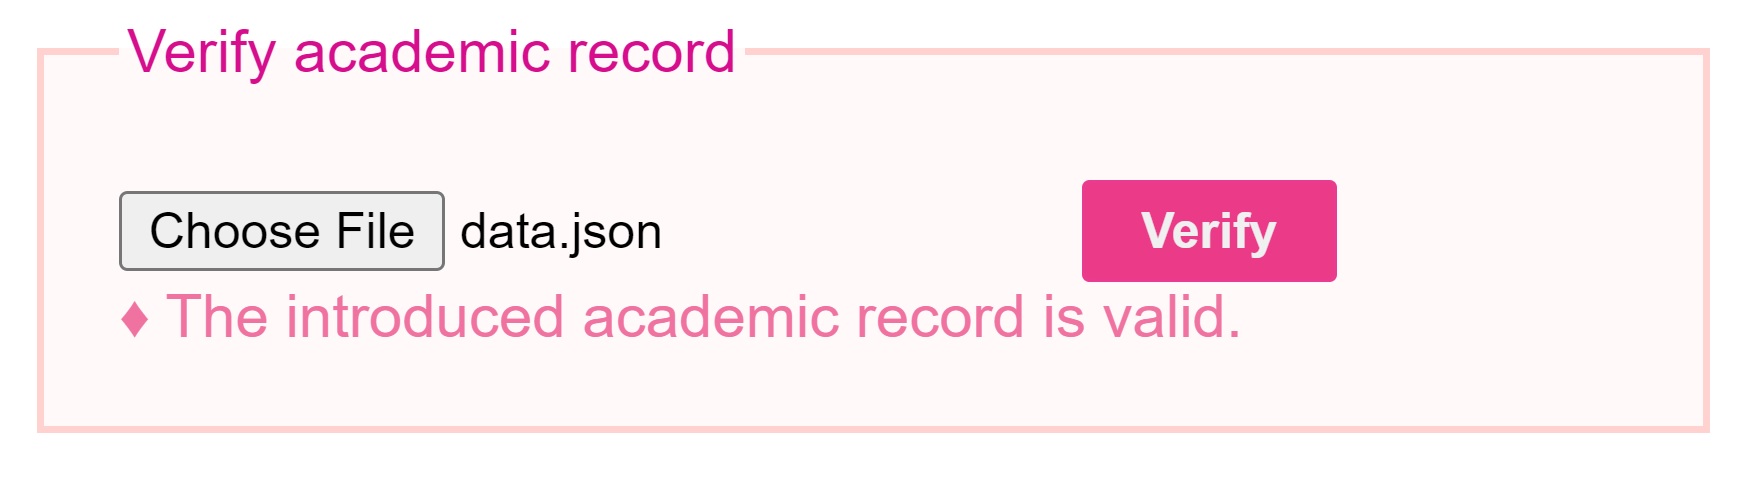 Verify academic record
Choose File data.json Verify
♦ The introduced academic record is valid.